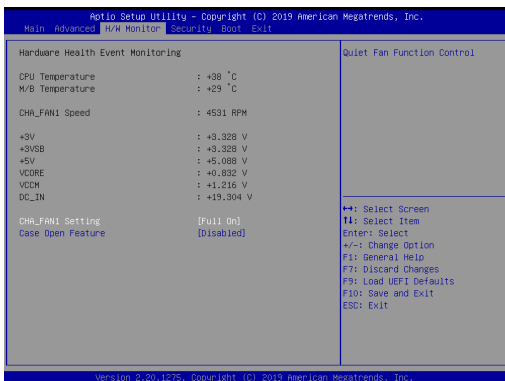 Aptio Setup Utility – Copyright (C) 2019 American Megatrends, Inc.
Main Advanced H/W Monitor Security Boot Exit
Hardware Health Event Monitoring
CPU Temperature : +38 °C
M/B Temperature : +29 °C
CHA_FAN1 Speed : 4531 RPM
+3V : +3.328 V
+3VSB : +3.328 V
+5V : +5.088 V
VCORE : +0.832 V
VCCM : +1.216 V
DC_IN : +19.304 V
CHA_FAN1 Setting [Full On]
Case Open Feature [Disabled]
Quiet Fan Function Control
↔: Select Screen
↑↓: Select Item
Enter: Select
+/-: Change Option
F1: General Help
F7: Discard Changes
F9: Load UEFI Defaults
F10: Save and Exit
ESC: Exit
Version 2.20.1275. Copyright (C) 2019 American Megatrends, Inc.